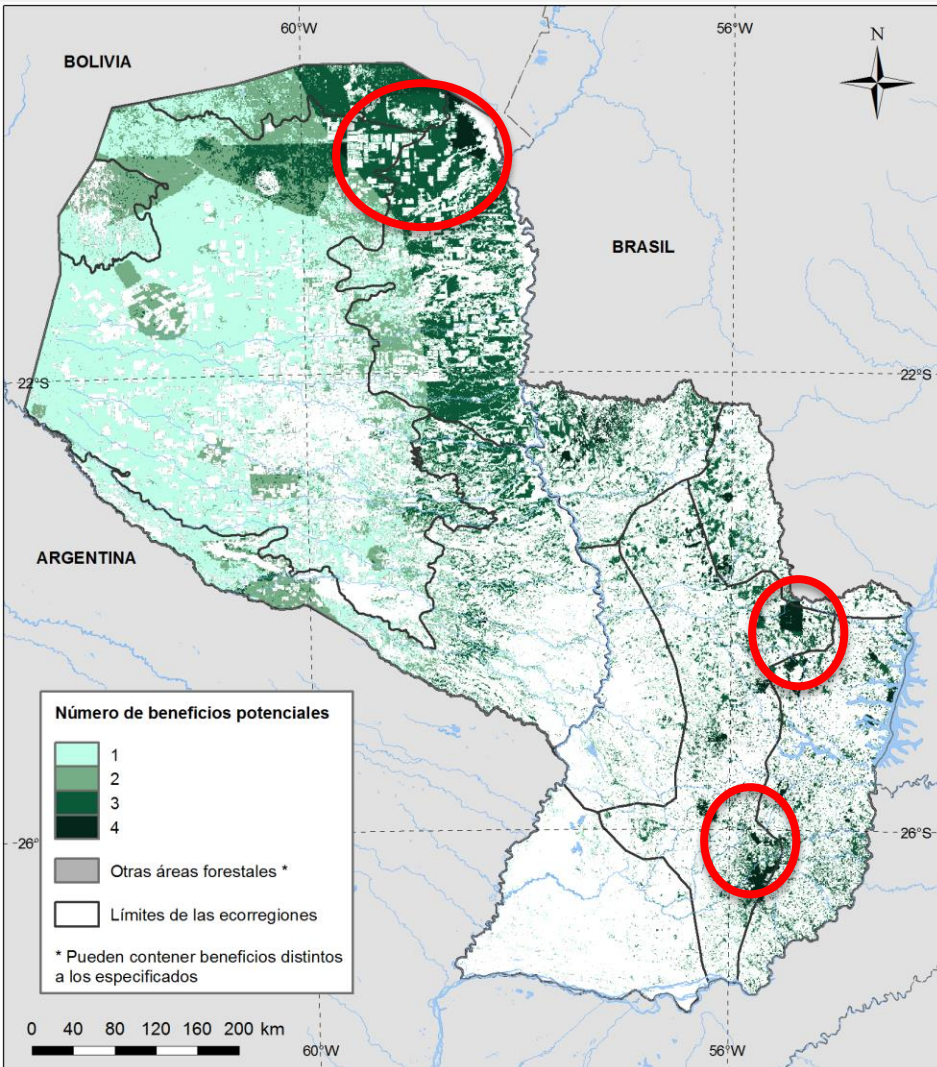 60°W
56°W
N
BOLIVIA
BRASIL
22°S
22°S
ARGENTINA
Número de beneficios potenciales
1
2
3
4
Otras áreas forestales *
Límites de las ecorregiones
* Pueden contener beneficios distintos
a los especificados
26°
26°S
0 40 80 120 160 200 km
60°W
56°W